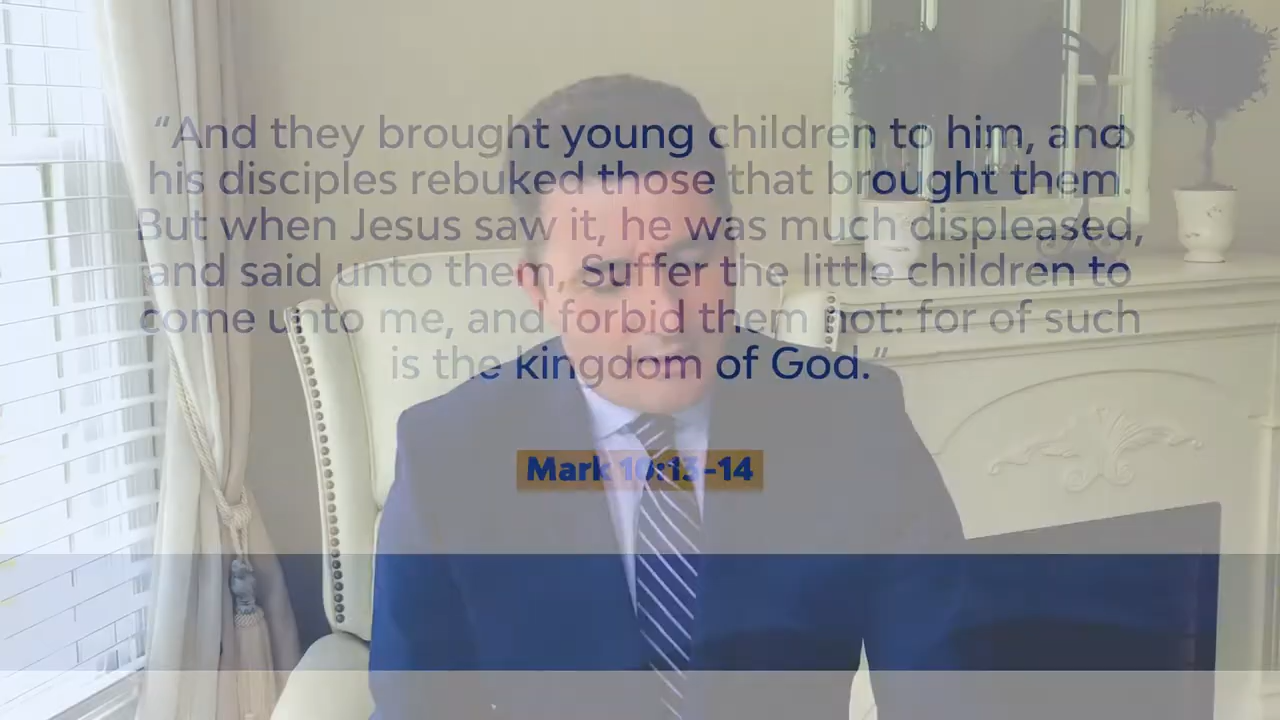 “And they brought young children to him, and
his disciples rebuked those that brought them.
But when Jesus saw it, he was much displeased,
and said unto them, Suffer the little children to
come unto me, and forbid them not: for of such
is the kingdom of God.”
Mark 10:13-14